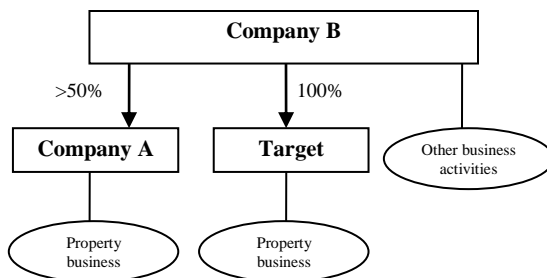 Company B
>50%
100%
Company A
Target
Other business
activities
Property
business
Property
business